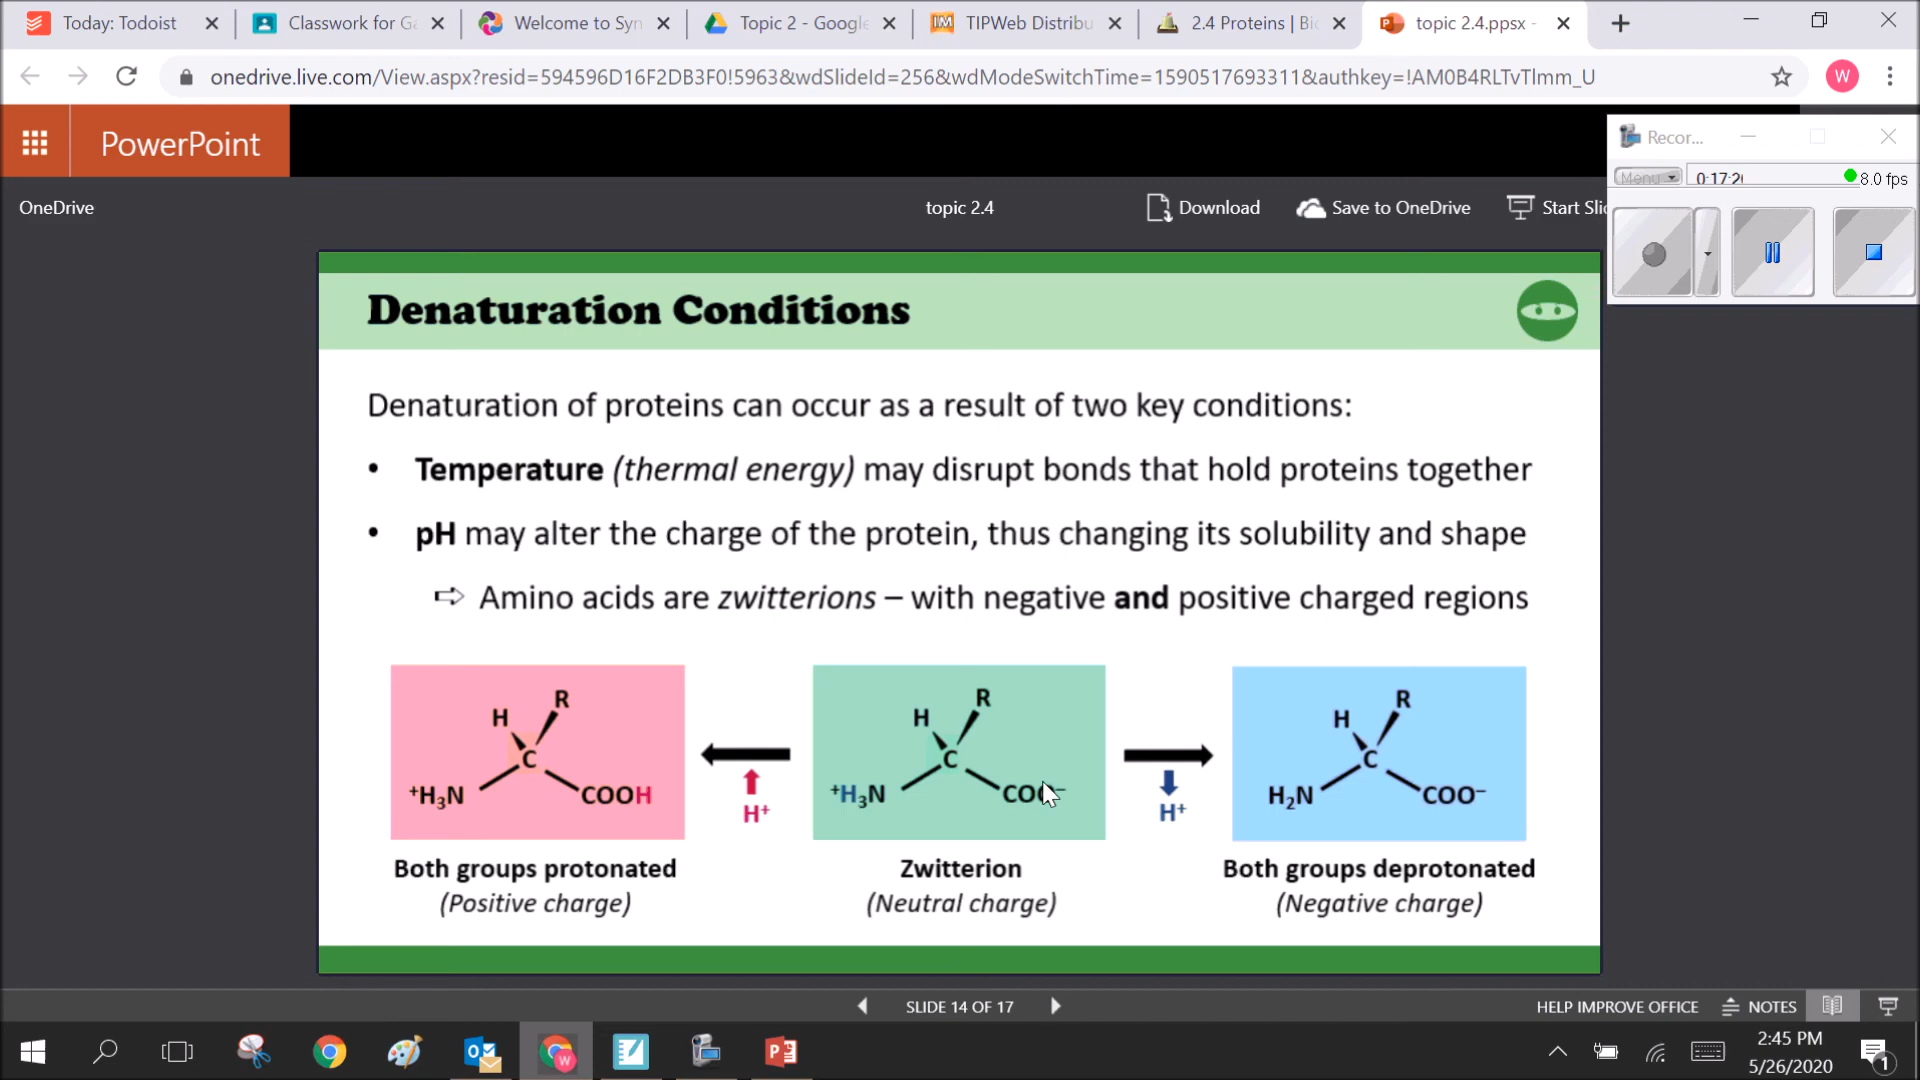 Today: Todoist
Classwork for Ga
Welcome to Syn
Topic 2 - Google
TIPWeb Distribu
2.4 Proteins | Bio
topic 2.4.ppsx -
onedrive.live.com/View.aspx?resid=594596D16F2DB3F0!5963&wdSlideId=256&wdModeSwitchTime=1590517693311&authkey=!AM0B4RLTvTlmm_U
W
PowerPoint
Recor...
Menu
0:17:2
8.0 fps
OneDrive
topic 2.4
Download
Save to OneDrive
Start Slid
Denaturation Conditions
Denaturation of proteins can occur as a result of two key conditions:
• Temperature (thermal energy) may disrupt bonds that hold proteins together
• pH may alter the charge of the protein, thus changing its solubility and shape
⇨ Amino acids are zwitterions – with negative and positive charged regions
H R
C
⁺H₃N COOH
H⁺
H R
C
⁺H₃N COO⁻
H⁺
H R
C
H₂N COO⁻
Both groups protonated
(Positive charge)
Zwitterion
(Neutral charge)
Both groups deprotonated
(Negative charge)
SLIDE 14 OF 17
HELP IMPROVE OFFICE
NOTES
2:45 PM
5/26/2020
1